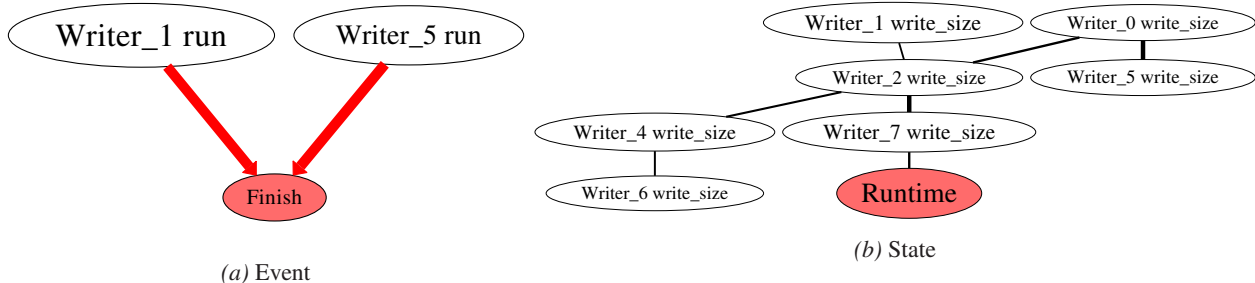 Writer_1 run
Writer_5 run
Finish
(a) Event
Writer_1 write_size
Writer_0 write_size
Writer_2 write_size
Writer_5 write_size
Writer_4 write_size
Writer_7 write_size
Writer_6 write_size
Runtime
(b) State